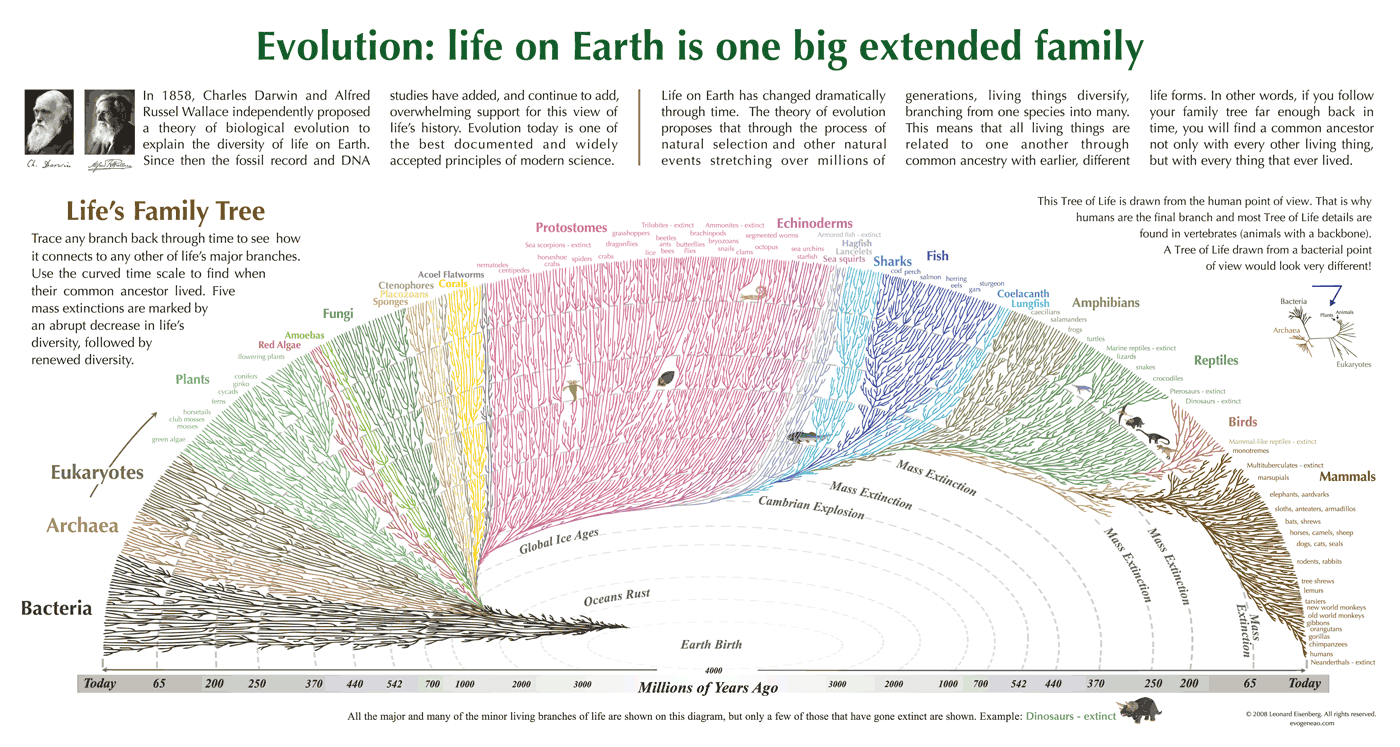 Evolution: life on Earth is one big extended family
In 1858, Charles Darwin and Alfred
Russel Wallace independently proposed
a theory of biological evolution to
explain the diversity of life on Earth.
Since then the fossil record and DNA
studies have added, and continue to add,
overwhelming support for this view of
life's history. Evolution today is one of
the best documented and widely
accepted principles of modern science.
Life on Earth has changed dramatically
through time. The theory of evolution
proposes that through the process of
natural selection and other natural
events stretching over millions of
generations, living things diversify,
branching from one species into many.
This means that all living things are
related to one another through
common ancestry with earlier, different
life forms. In other words, if you follow
your family tree far enough back in
time, you will find a common ancestor
not only with every other living thing,
but with every thing that ever lived.
Ch. Darwin
Life's Family Tree
Trace any branch back through time to see how
it connects to any other of life's major branches.
Use the curved time scale to find when
their common ancestor lived. Five
mass extinctions are marked by
an abrupt decrease in life's
diversity, followed by
renewed diversity.
This Tree of Life is drawn from the human point of view. That is why
humans are the final branch and most Tree of Life details are
found in vertebrates (animals with a backbone).
A Tree of Life drawn from a bacterial point
of view would look very different!
Bacteria
Plants
Animals
Archaea
Eukaryotes
Bacteria
Archaea
Eukaryotes
green algae
mosses
club mosses
horsetails
ferns
cycads
ginko
conifers
flowering plants
Plants
Red Algae
Amoebas
Fungi
Sponges
Placozoans
Ctenophores
Corals
Acoel Flatworms
Protostomes
nematodes
centipedes
horseshoe
crabs
Sea scorpions - extinct
spiders
dragonflies
crabs
grasshoppers
Trilobites - extinct
lice
beetles
ants
bees
butterflies
flies
brachiopods
bryozoans
snails
Ammonites - extinct
clams
segmented worms
octopus
Echinoderms
sea urchins
starfish
Armored fish - extinct
Hagfish
Lancelets
Sea squirts
Sharks
Fish
cod
perch
salmon
herring
eels
gars
sturgeon
Coelacanth
Lungfish
Amphibians
caecilians
salamanders
frogs
turtles
Marine reptiles - extinct
lizards
snakes
crocodiles
Reptiles
Pterosaurs - extinct
Dinosaurs - extinct
Birds
Mammal-like reptiles - extinct
monotremes
Multituberculates - extinct
marsupials
Mammals
elephants, aardvarks
sloths, anteaters, armadillos
bats, shrews
horses, camels, sheep
dogs, cats, seals
rodents, rabbits
tree shrews
lemurs
tarsiers
new world monkeys
old world monkeys
gibbons
orangutans
gorillas
chimpanzees
humans
Neanderthals - extinct
Mass Extinction
Mass Extinction
Cambrian Explosion
Global Ice Ages
Oceans Rust
Earth Birth
Mass Extinction
Mass Extinction
Mass Extinction
4000
Today 65 200 250 370 440 542 700 1000 2000 3000 Millions of Years Ago 3000 2000 1000 700 542 440 370 250 200 65 Today
All the major and many of the minor living branches of life are shown on this diagram, but only a few of those that have gone extinct are shown. Example: Dinosaurs - extinct
© 2008 Leonard Eisenberg. All rights reserved.
evogeneao.com